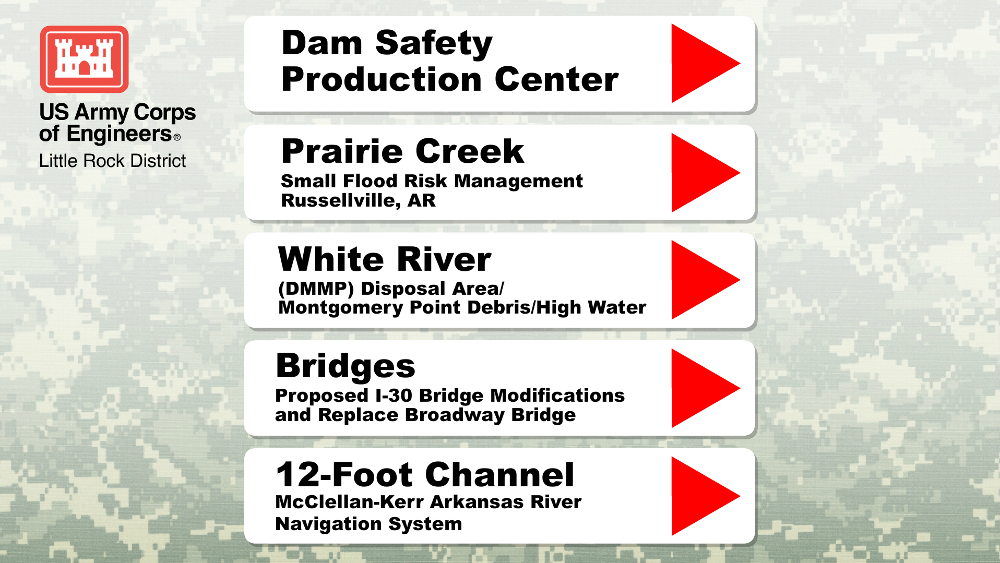 US Army Corps
of Engineers®
Little Rock District
Dam Safety
Production Center
Prairie Creek
Small Flood Risk Management
Russellville, AR
White River
(DMMP) Disposal Area/
Montgomery Point Debris/High Water
Bridges
Proposed I-30 Bridge Modifications
and Replace Broadway Bridge
12-Foot Channel
McClellan-Kerr Arkansas River
Navigation System